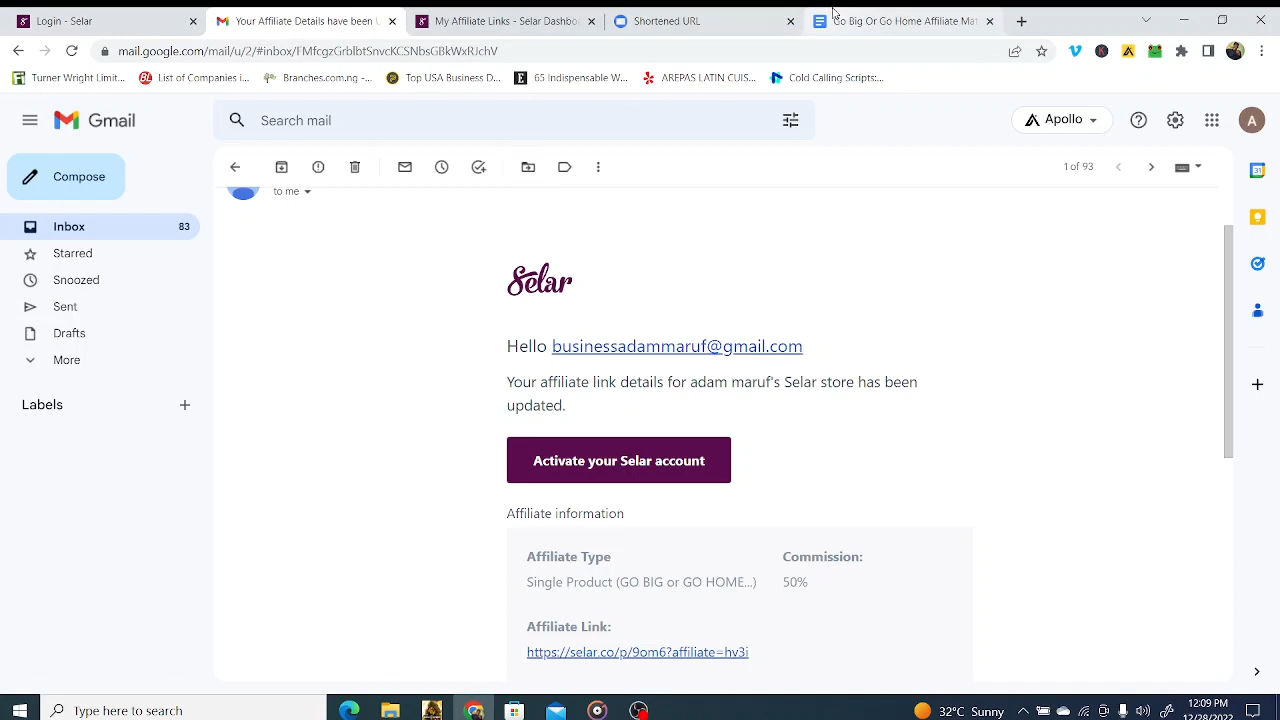 Login - Selar
Your Affiliate Details have been U
My Affiliate Links - Selar Dashbo
Shortened URL
Go Big Or Go Home Affiliate Mat
mail.google.com/mail/u/2/#inbox/FMfcgzGrblbtSnvcKCSNbsGBkWxRJchV
Turner Wright Limit...
List of Companies i...
Branches.com.ng -...
Top USA Business D...
65 Indispensable W...
AREPAS LATIN CUIS...
Cold Calling Scripts:...
Gmail
Search mail
Apollo
A
Compose
1 of 93
to me
Inbox 83
Starred
Snoozed
Sent
Drafts
More
Labels
Selar
Hello businessadammaruf@gmail.com
Your affiliate link details for adam maruf's Selar store has been
updated.
Activate your Selar account
Affiliate information
Affiliate Type Commission:
Single Product (GO BIG or GO HOME...) 50%
Affiliate Link:
https://selar.co/p/9om6?affiliate=hv3i
Type here to search
32°C Sunny
12:09 PM
12/28/2022